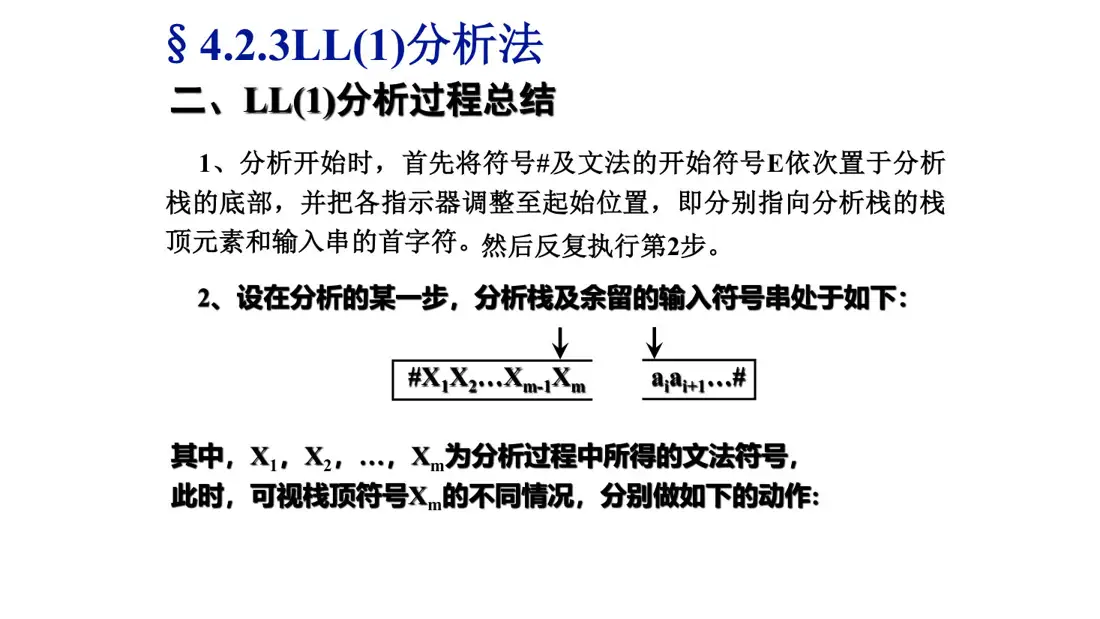 §4.2.3LL(1)分析法
二、LL(1)分析过程总结
1、分析开始时，首先将符号#及文法的开始符号E依次置于分析
栈的底部，并把各指示器调整至起始位置，即分别指向分析栈的栈
顶元素和输入串的首字符。然后反复执行第2步。
2、设在分析的某一步，分析栈及余留的输入符号串处于如下：
#X₁X₂…Xₘ₋₁Xₘ aᵢaᵢ₊₁…#
其中，X₁，X₂，…，Xₘ为分析过程中所得的文法符号，
此时，可视栈顶符号Xₘ的不同情况，分别做如下的动作：